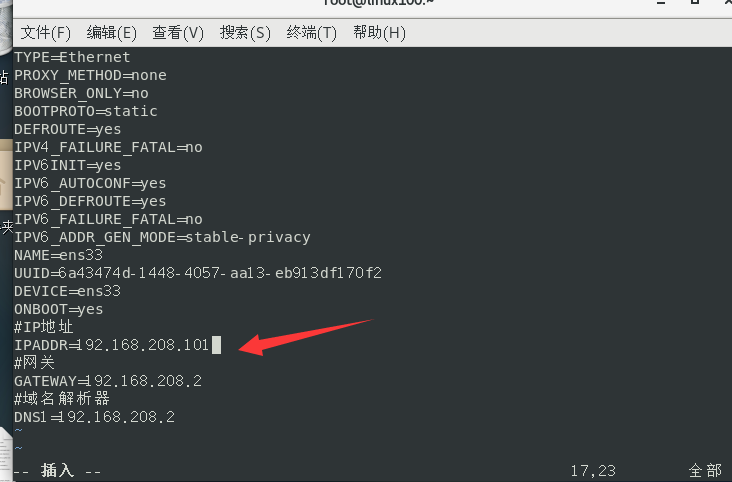 root@linux100:~
文件(F) 编辑(E) 查看(V) 搜索(S) 终端(T) 帮助(H)
TYPE=Ethernet
PROXY_METHOD=none
BROWSER_ONLY=no
BOOTPROTO=static
DEFROUTE=yes
IPV4_FAILURE_FATAL=no
IPV6INIT=yes
IPV6_AUTOCONF=yes
IPV6_DEFROUTE=yes
IPV6_FAILURE_FATAL=no
IPV6_ADDR_GEN_MODE=stable-privacy
NAME=ens33
UUID=6a43474d-1448-4057-aa13-eb913df170f2
DEVICE=ens33
ONBOOT=yes
#IP地址
IPADDR=192.168.208.101
#网关
GATEWAY=192.168.208.2
#域名解析器
DNS1=192.168.208.2
~
~
-- 插入 -- 17,23 全部
站
夹